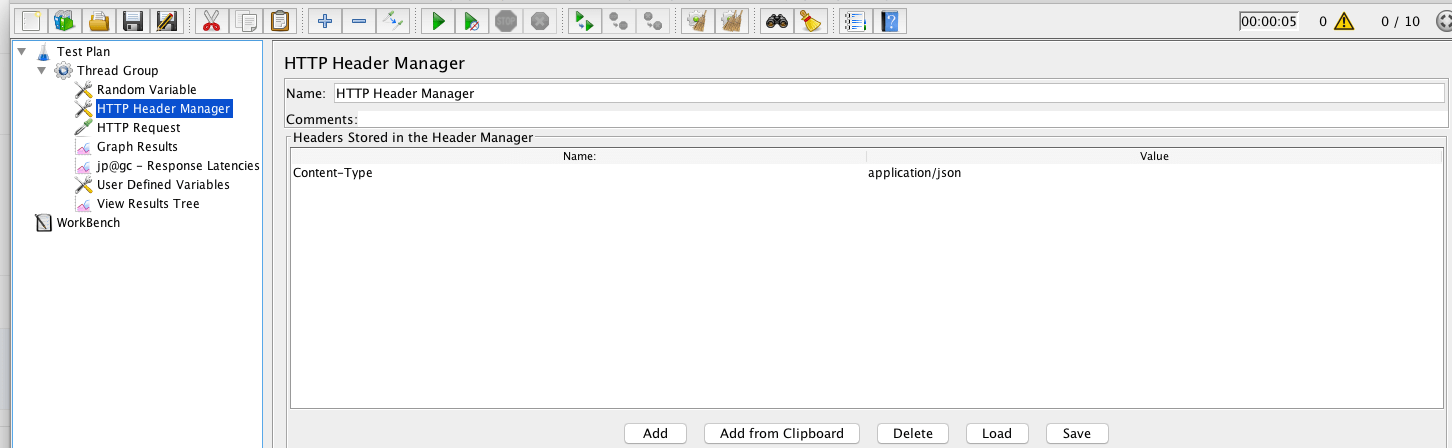 STOP
00:00:05 0 0 / 10
Test Plan
Thread Group
Random Variable
HTTP Header Manager
HTTP Request
Graph Results
jp@gc - Response Latencies
User Defined Variables
View Results Tree
WorkBench
HTTP Header Manager
Name: HTTP Header Manager
Comments:
Headers Stored in the Header Manager
Name: Value
Content-Type application/json
Add Add from Clipboard Delete Load Save